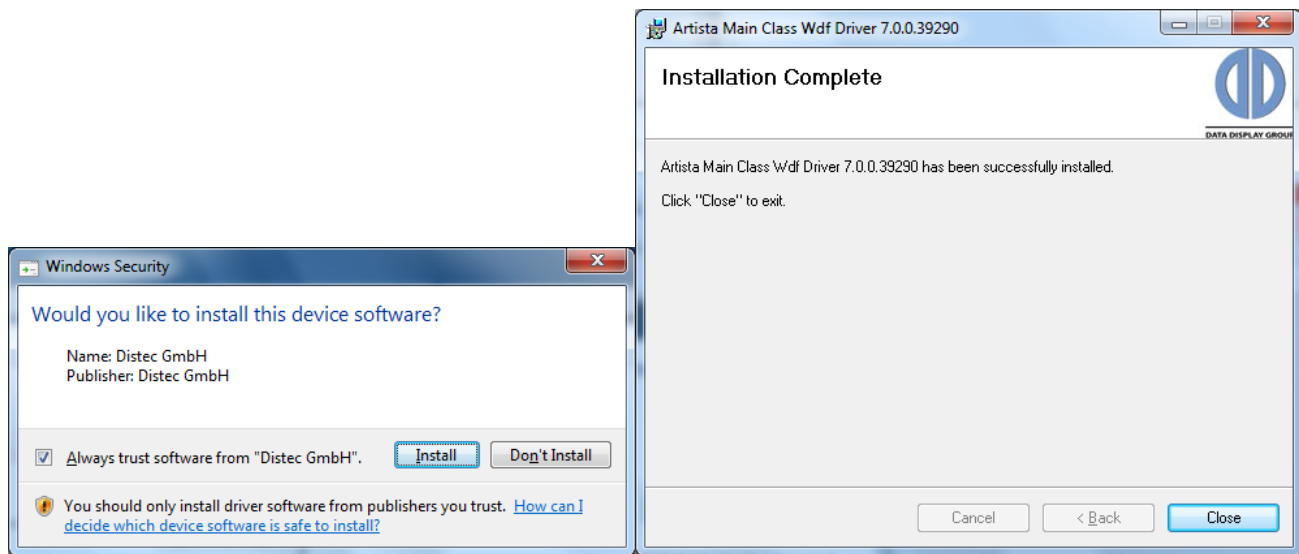 Windows Security
Would you like to install this device software?
Name: Distec GmbH
Publisher: Distec GmbH
Always trust software from "Distec GmbH".
Install
Don't Install
You should only install driver software from publishers you trust. How can I
decide which device software is safe to install?
Artista Main Class Wdf Driver 7.0.0.39290
Installation Complete
DATA DISPLAY GROUP
Artista Main Class Wdf Driver 7.0.0.39290 has been successfully installed.
Click "Close" to exit.
Cancel
< Back
Close